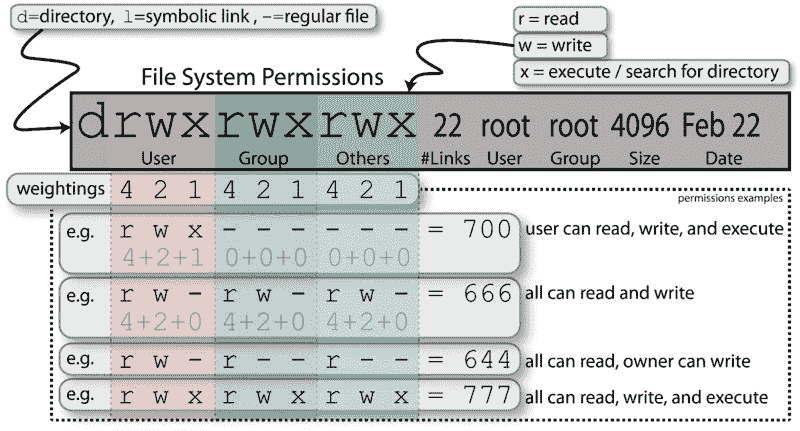 d=directory, l=symbolic link, -=regular file
r = read
w = write
x = execute / search for directory
File System Permissions
drwxrwxrwx 22 root root 4096 Feb 22
User Group Others #Links User Group Size Date
weightings 4 2 1 4 2 1 4 2 1
permissions examples
e.g. r w x - - - - - - = 700 user can read, write, and execute
4+2+1 0+0+0 0+0+0
e.g. r w - r w - r w - = 666 all can read and write
4+2+0 4+2+0 4+2+0
e.g. r w - r - - r - - = 644 all can read, owner can write
e.g. r w x r w x r w x = 777 all can read, write, and execute